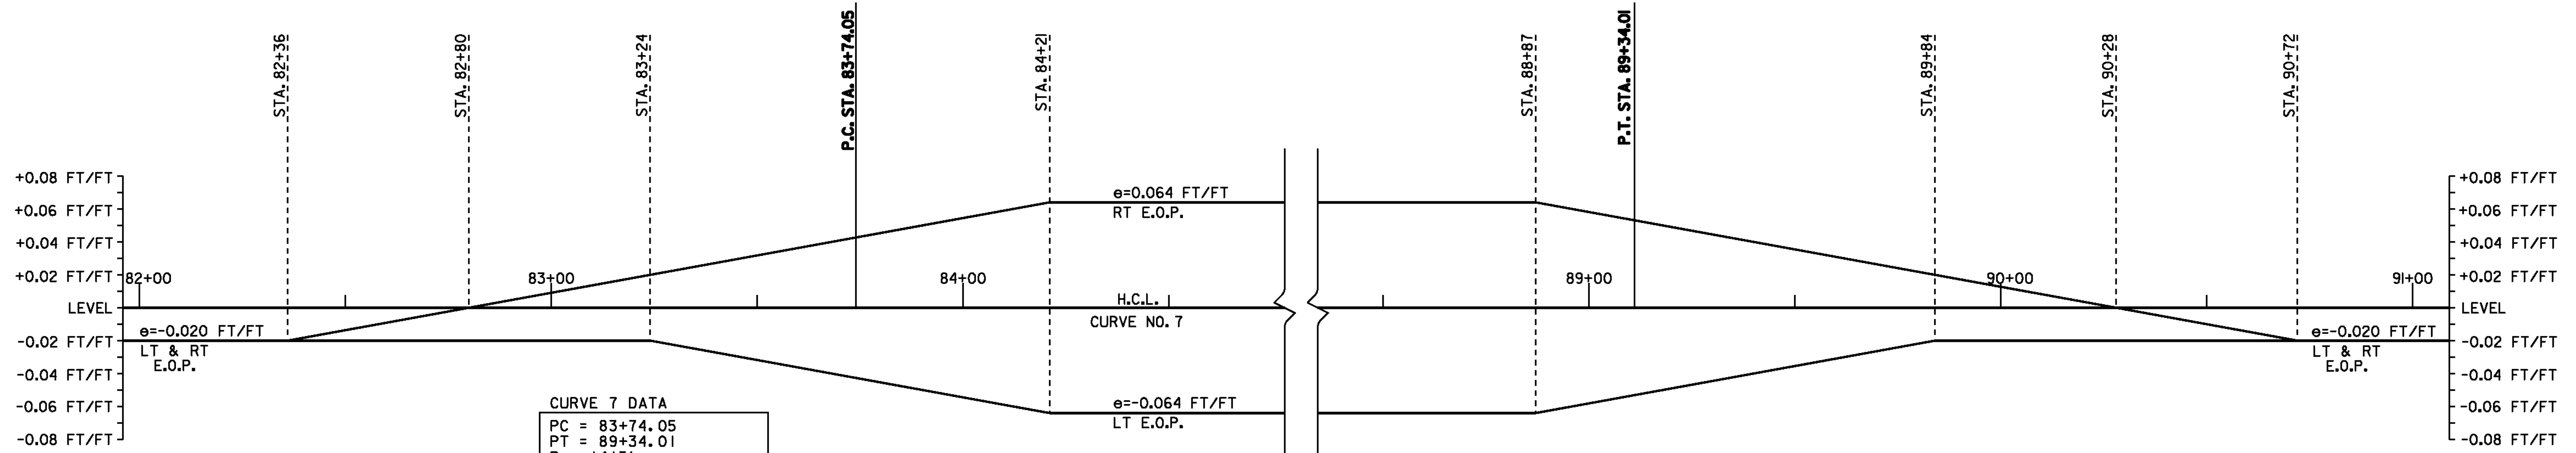 STA. 82+36
STA. 82+80
STA. 83+24
P.C. STA. 83+74.05
STA. 84+21
STA. 88+87
P.T. STA. 89+34.01
STA. 89+84
STA. 90+28
STA. 90+72
+0.08 FT/FT
+0.06 FT/FT
+0.04 FT/FT
+0.02 FT/FT
LEVEL
-0.02 FT/FT
-0.04 FT/FT
-0.06 FT/FT
-0.08 FT/FT
82+00
83+00
84+00
89+00
90+00
91+00
e=0.064 FT/FT
RT E.O.P.
H.C.L.
CURVE NO. 7
e=-0.020 FT/FT
LT & RT
E.O.P.
e=-0.064 FT/FT
LT E.O.P.
e=-0.020 FT/FT
LT & RT
E.O.P.
+0.08 FT/FT
+0.06 FT/FT
+0.04 FT/FT
+0.02 FT/FT
LEVEL
-0.02 FT/FT
-0.04 FT/FT
-0.06 FT/FT
-0.08 FT/FT
CURVE 7 DATA
PC = 83+74.05
PT = 89+34.01